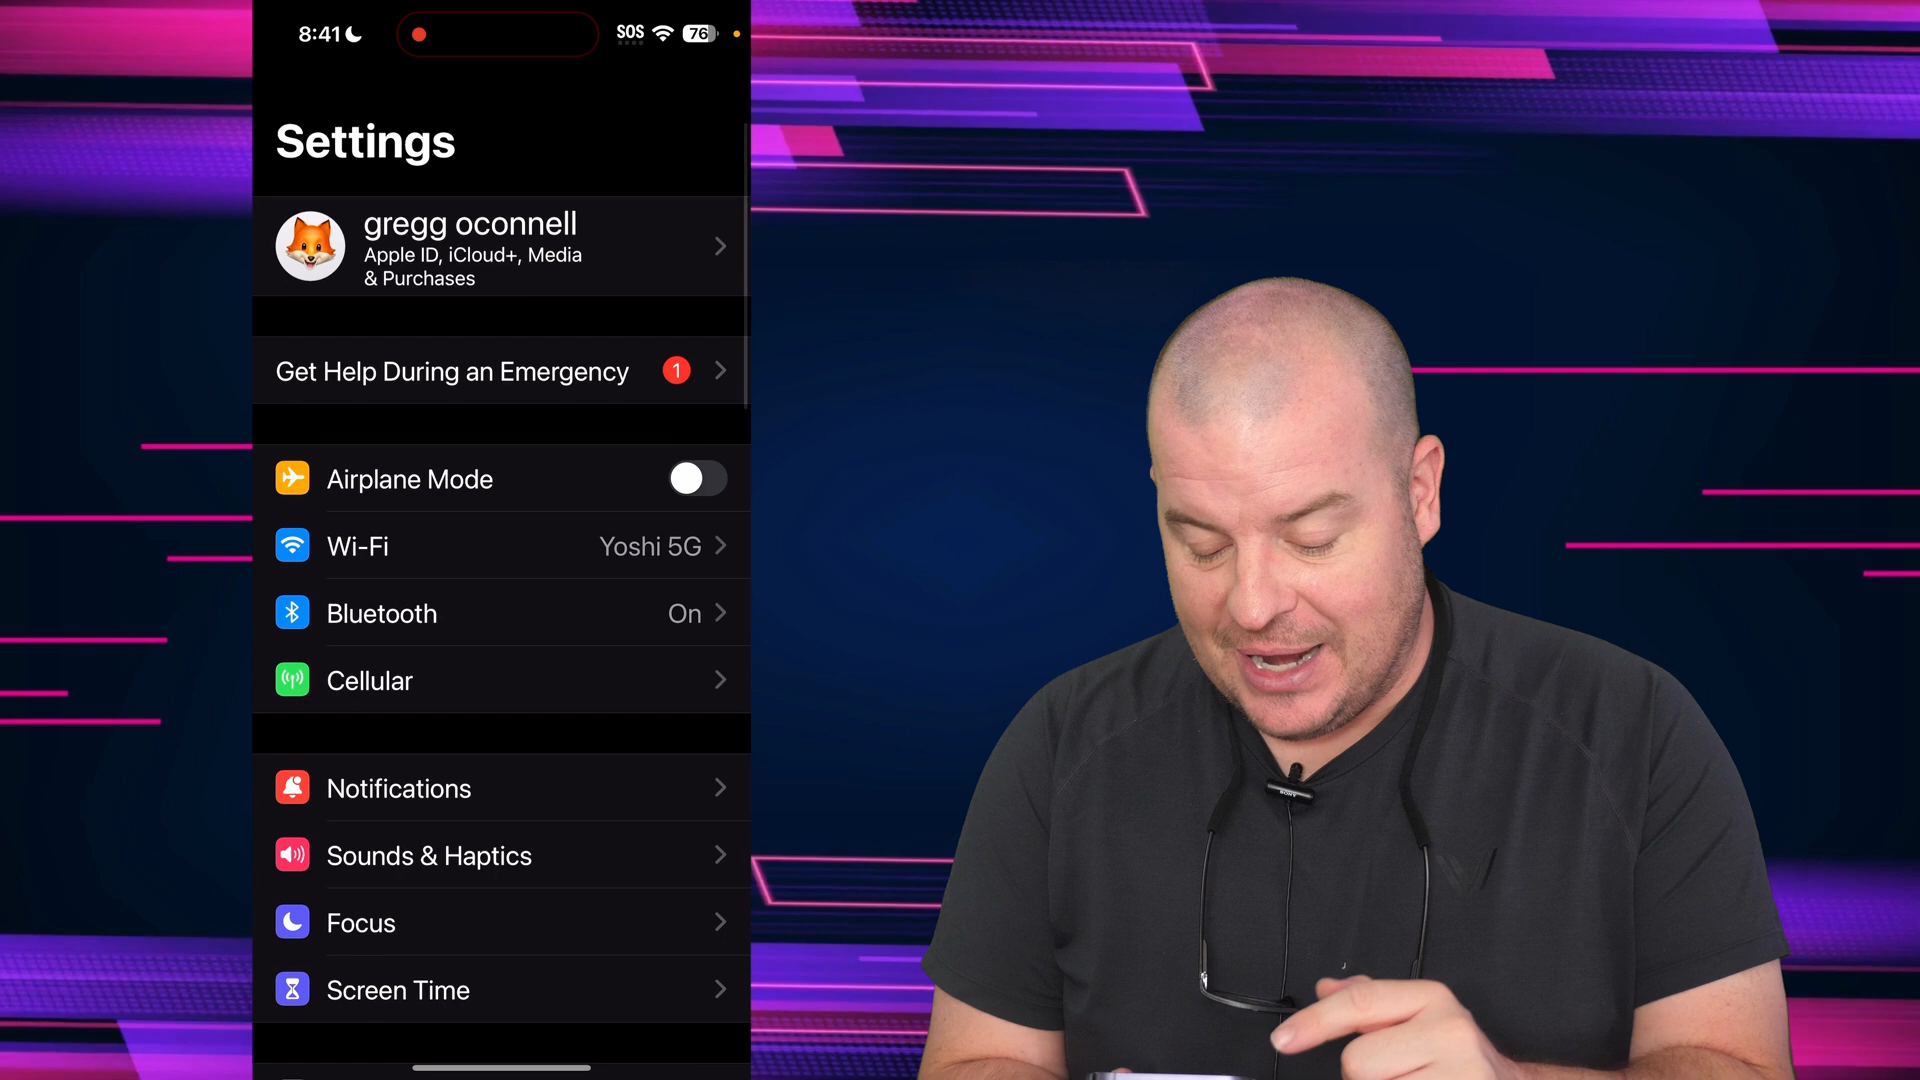 8:41
SOS
76
Settings
gregg oconnell
Apple ID, iCloud+, Media
& Purchases
Get Help During an Emergency
1
Airplane Mode
Wi-Fi
Yoshi 5G
Bluetooth
On
Cellular
Notifications
Sounds & Haptics
Focus
Screen Time
SONY